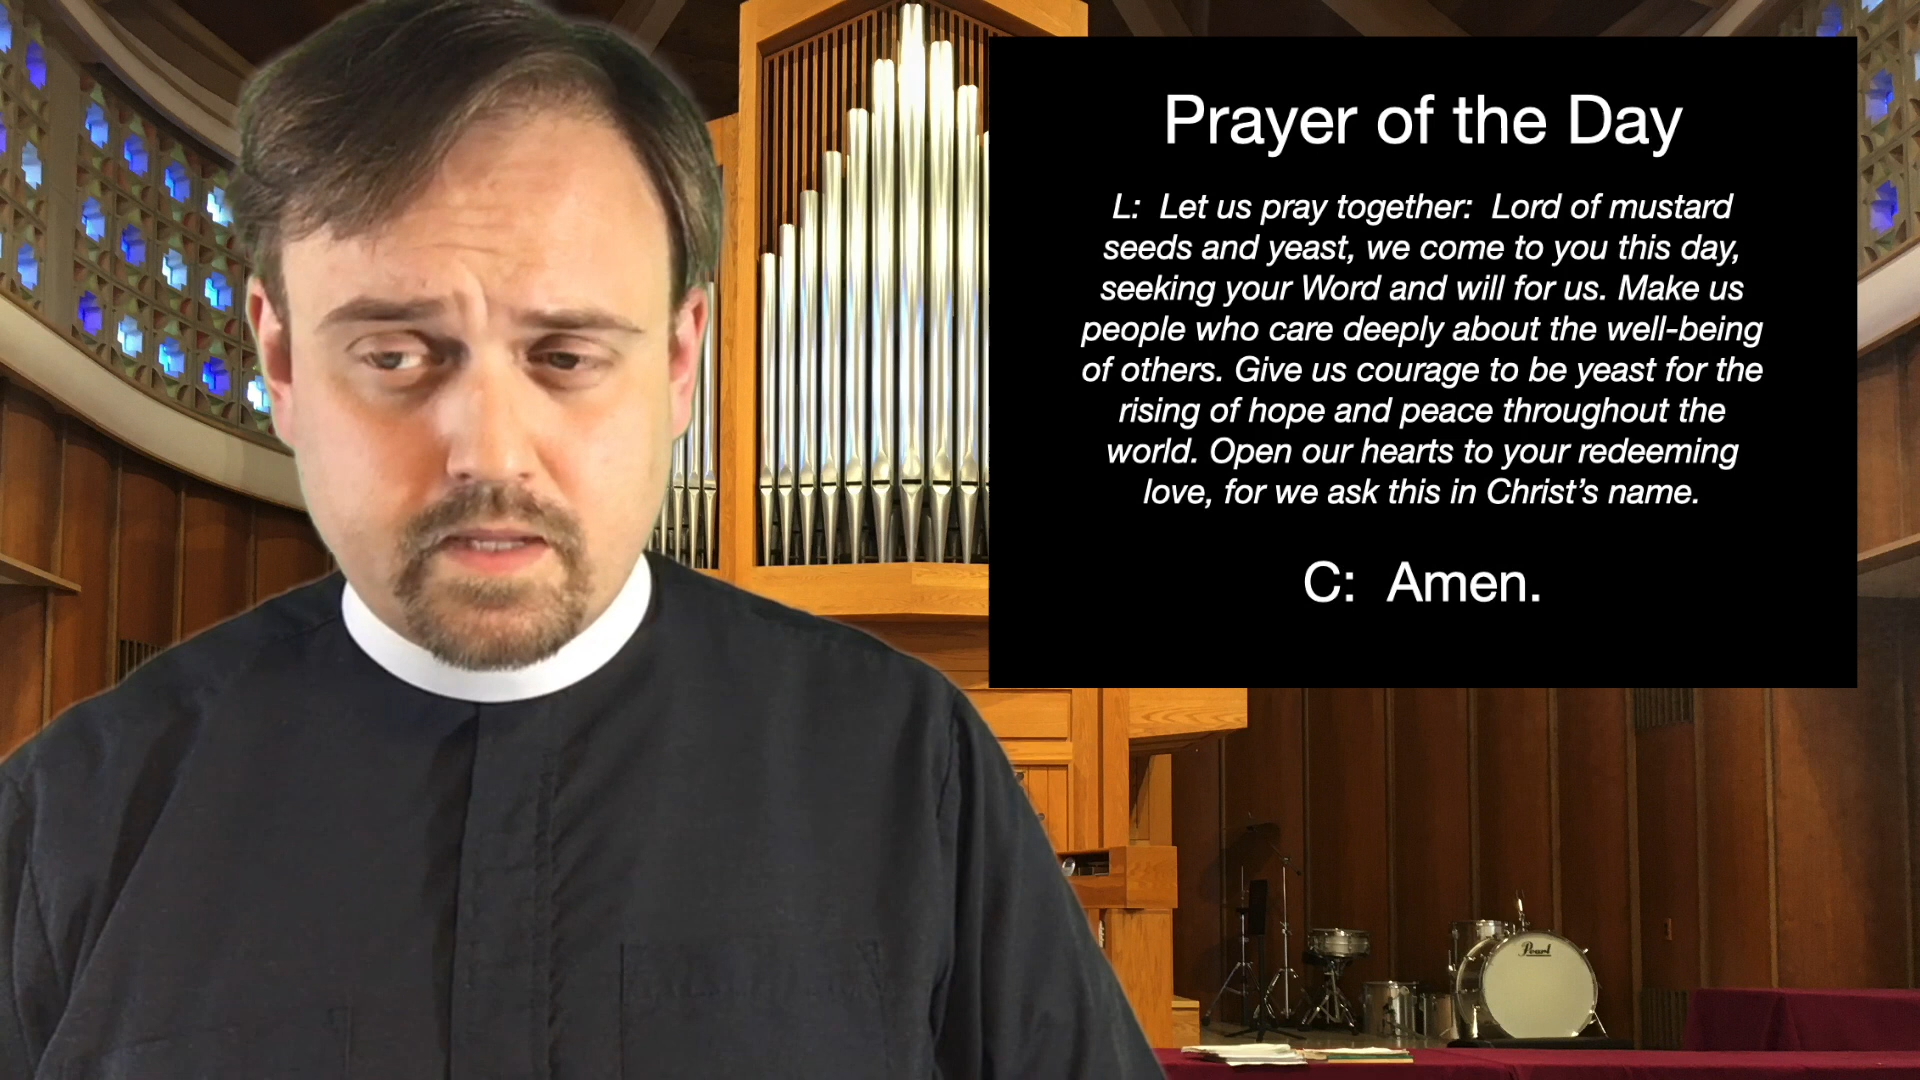 Prayer of the Day
L:  Let us pray together:  Lord of mustard
seeds and yeast, we come to you this day,
seeking your Word and will for us. Make us
people who care deeply about the well-being
of others. Give us courage to be yeast for the
rising of hope and peace throughout the
world. Open our hearts to your redeeming
love, for we ask this in Christ’s name.
C:  Amen.
Pearl